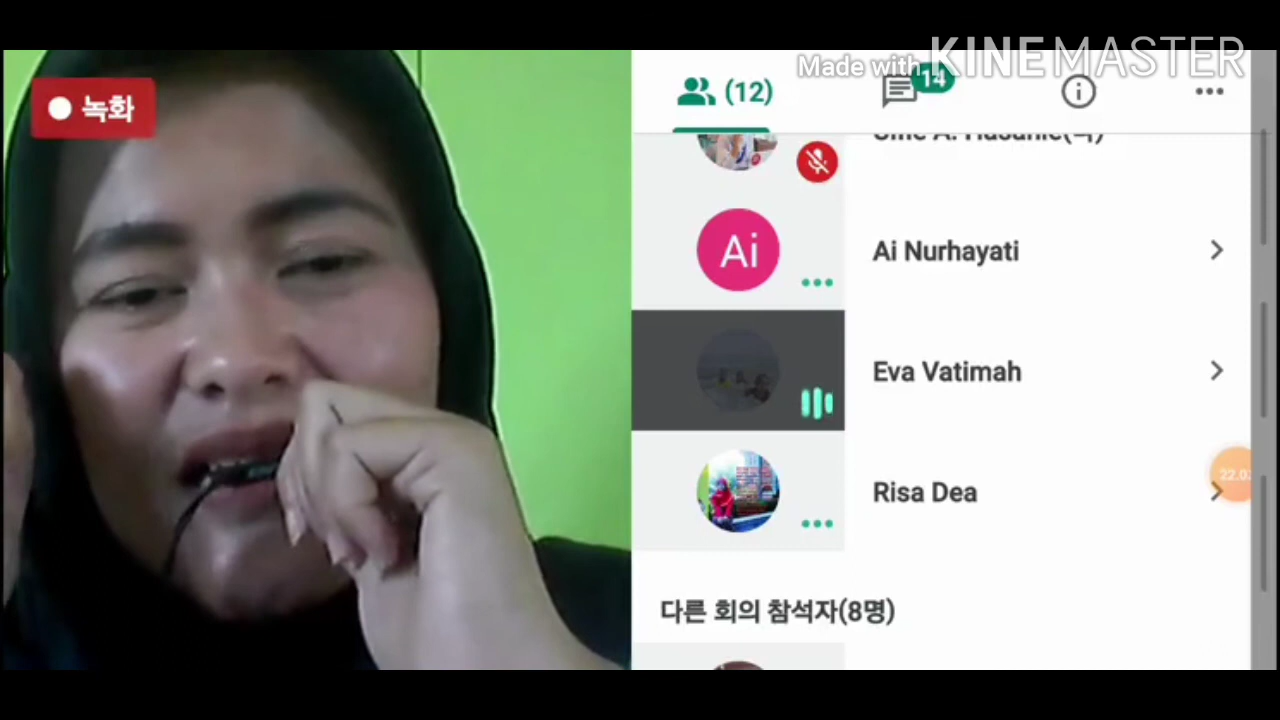 Made with KINEMASTER
녹화
(12)
14
Ai
Ai Nurhayati
Eva Vatimah
Risa Dea
다른 회의 참석자(8명)